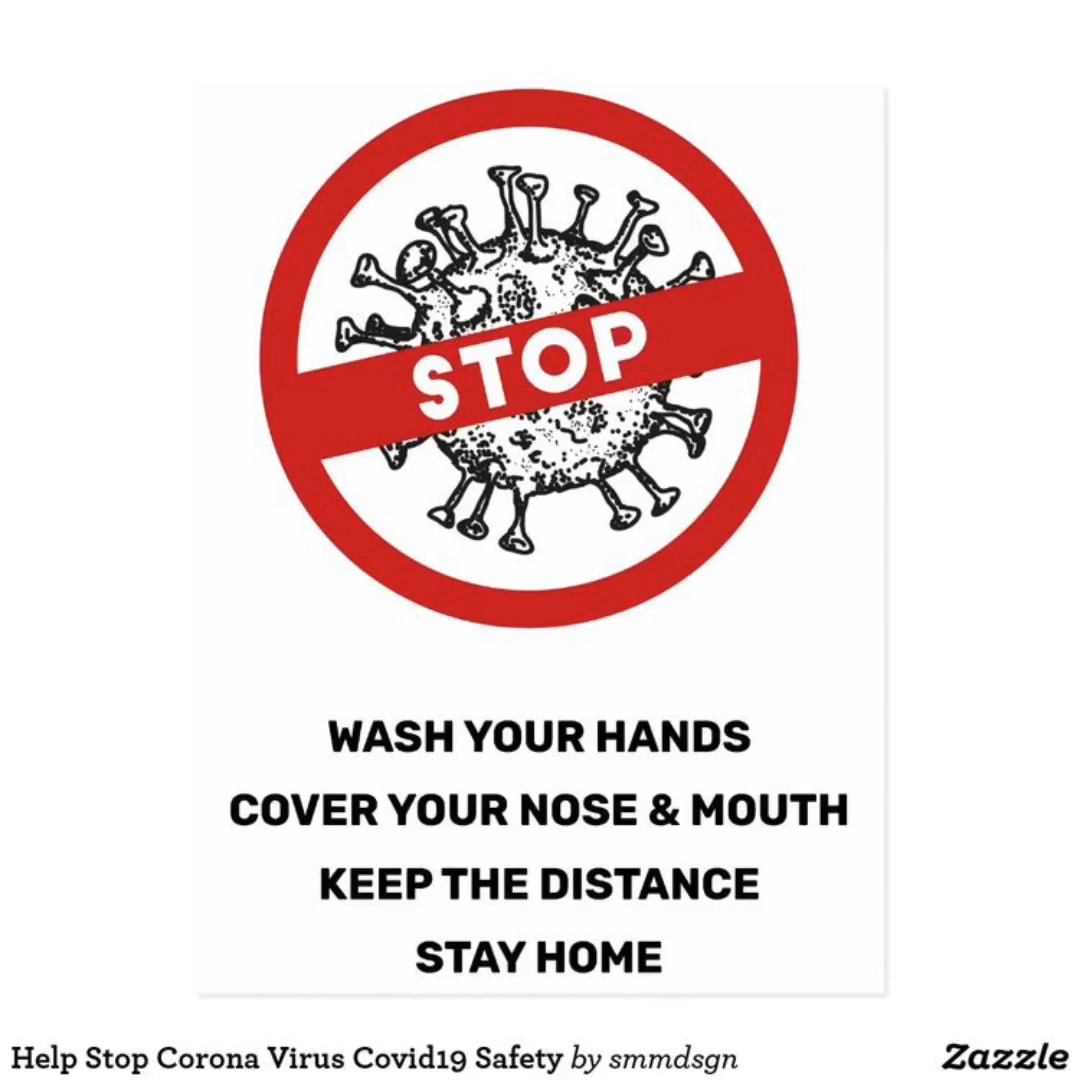 STOP
WASH YOUR HANDS
COVER YOUR NOSE & MOUTH
KEEP THE DISTANCE
STAY HOME
Help Stop Corona Virus Covid19 Safety by smmdsgn
Zazzle